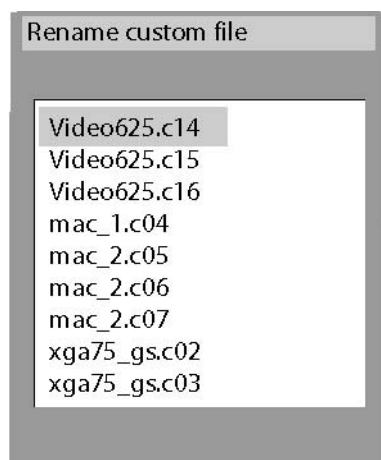 Rename custom file
Video625.c14
Video625.c15
Video625.c16
mac_1.c04
mac_2.c05
mac_2.c06
mac_2.c07
xga75_gs.c02
xga75_gs.c03